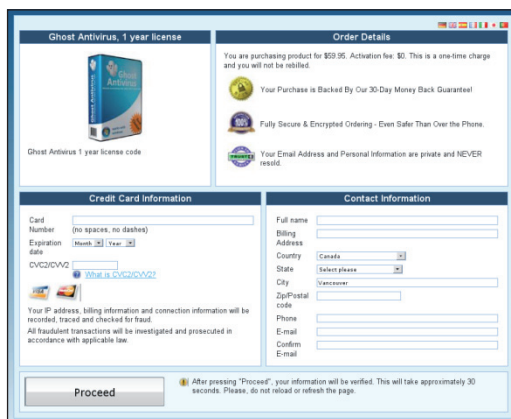 Ghost Antivirus, 1 year license
Ghost
Antivirus
Ghost Antivirus 1 year license code
Order Details
You are purchasing product for $59.95. Activation fee: $0. This is a one-time charge
and you will not be rebilled.
Your Purchase is Backed By Our 30-Day Money Back Guarantee!
100%
Fully Secure & Encrypted Ordering - Even Safer Than Over the Phone.
Your Email Address and Personal Information are private and NEVER
resold.
Credit Card Information
Card
Number
(no spaces, no dashes)
Expiration
date
Month
Year
CVC2/CVV2
What is CVC2/CVV2?
Your IP address, billing information and connection information will be
recorded, traced and checked for fraud.
All fraudulent transactions will be investigated and prosecuted in
accordance with applicable law.
Contact Information
Full name
Billing
Address
Country
Canada
State
Select please
City
Vancouver
Zip/Postal
code
Phone
E-mail
Confirm
E-mail
Proceed
After pressing "Proceed", your information will be verified. This will take approximately 30
seconds. Please, do not reload or refresh the page.